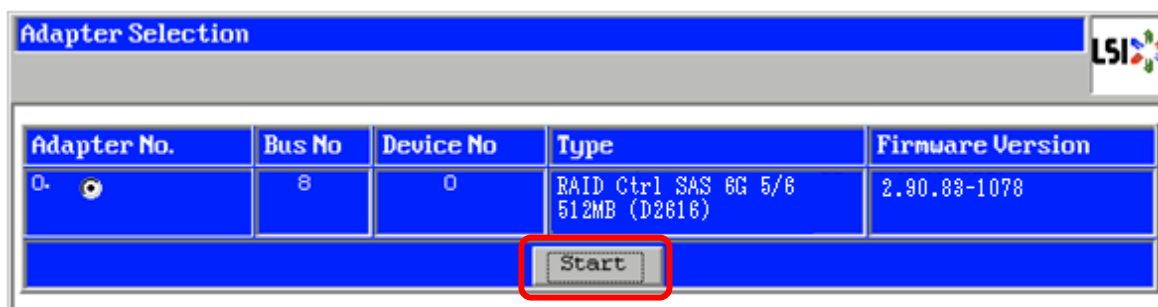 Adapter Selection
LSI
Adapter No. Bus No Device No Type Firmware Version
0. 8 0 RAID Ctrl SAS 6G 5/6 2.90.83-1078
512MB (D2616)
Start